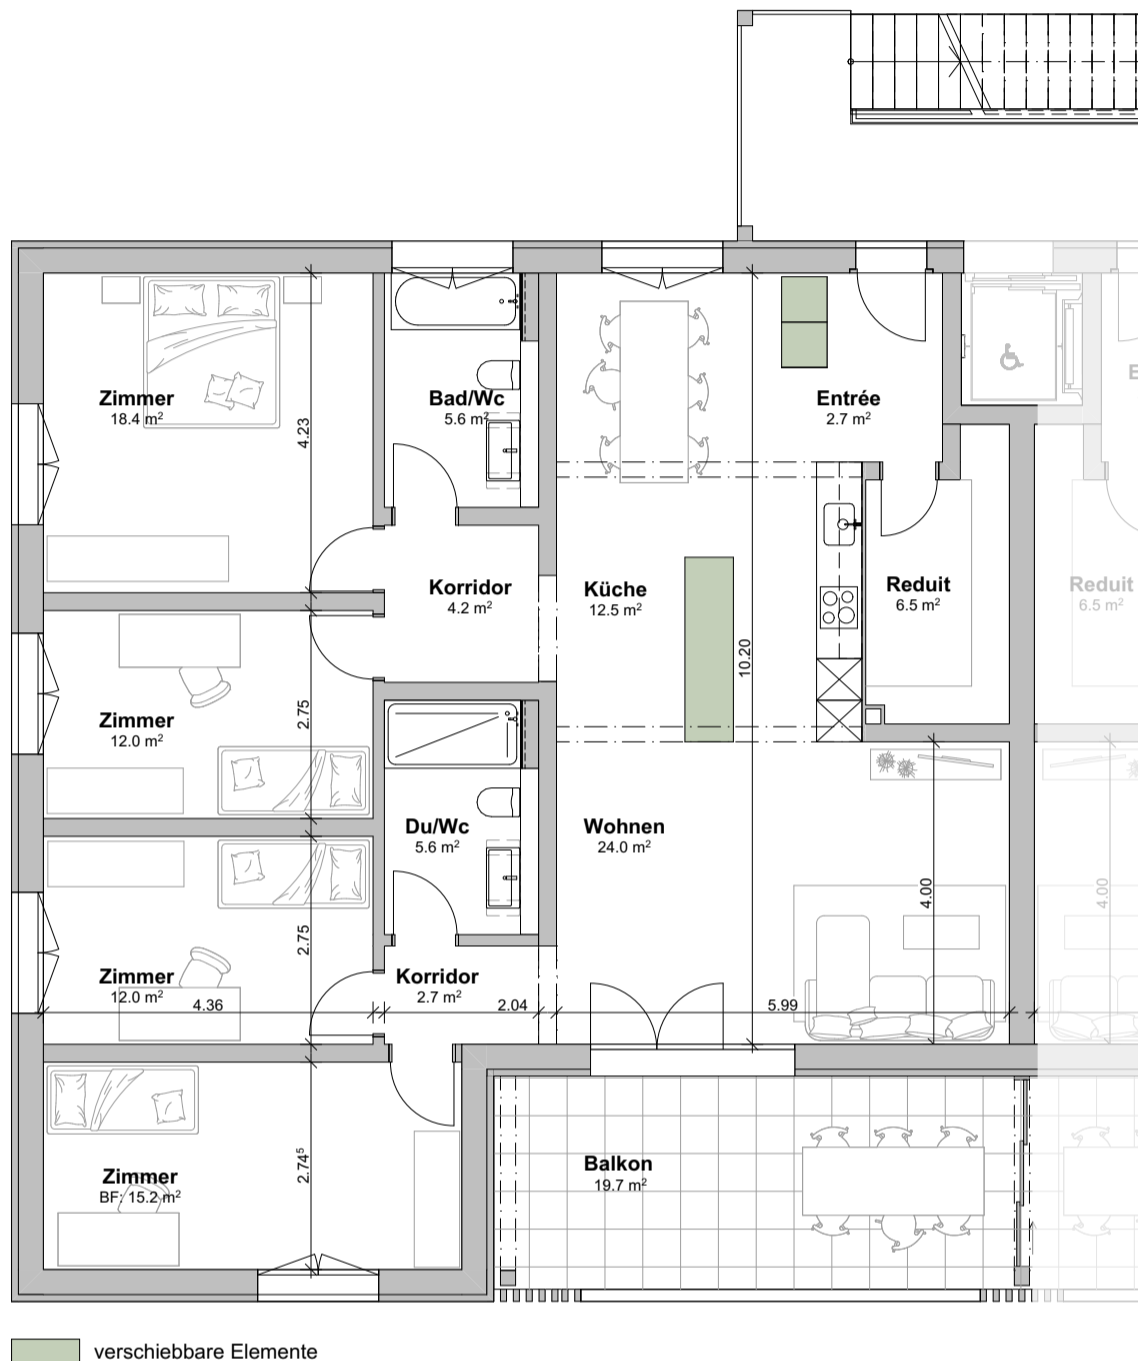 Zimmer
18.4 m²
4.23
Bad/Wc
5.6 m²
Entrée
2.7 m²
E
Korridor
4.2 m²
Küche
12.5 m²
Reduit
6.5 m²
Reduit
6.5 m²
10.20
Zimmer
12.0 m²
2.75
Du/Wc
5.6 m²
Wohnen
24.0 m²
4.00
4.00
2.75
Zimmer
12.0 m²
Korridor
2.7 m²
4.36
2.04
5.99
Zimmer
BF: 15.2 m²
2.74⁵
Balkon
19.7 m²
verschiebbare Elemente